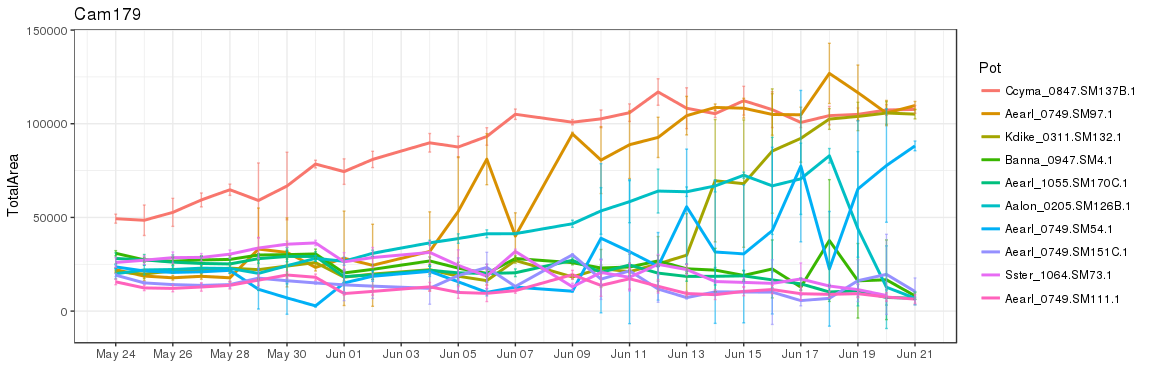 Cam179
TotalArea
150000
100000
50000
0
May 24 May 26 May 28 May 30 Jun 01 Jun 03 Jun 05 Jun 07 Jun 09 Jun 11 Jun 13 Jun 15 Jun 17 Jun 19 Jun 21
Pot
Ccyma_0847.SM137B.1
Aearl_0749.SM97.1
Kdike_0311.SM132.1
Banna_0947.SM4.1
Aearl_1055.SM170C.1
Aalon_0205.SM126B.1
Aearl_0749.SM54.1
Aearl_0749.SM151C.1
Sster_1064.SM73.1
Aearl_0749.SM111.1